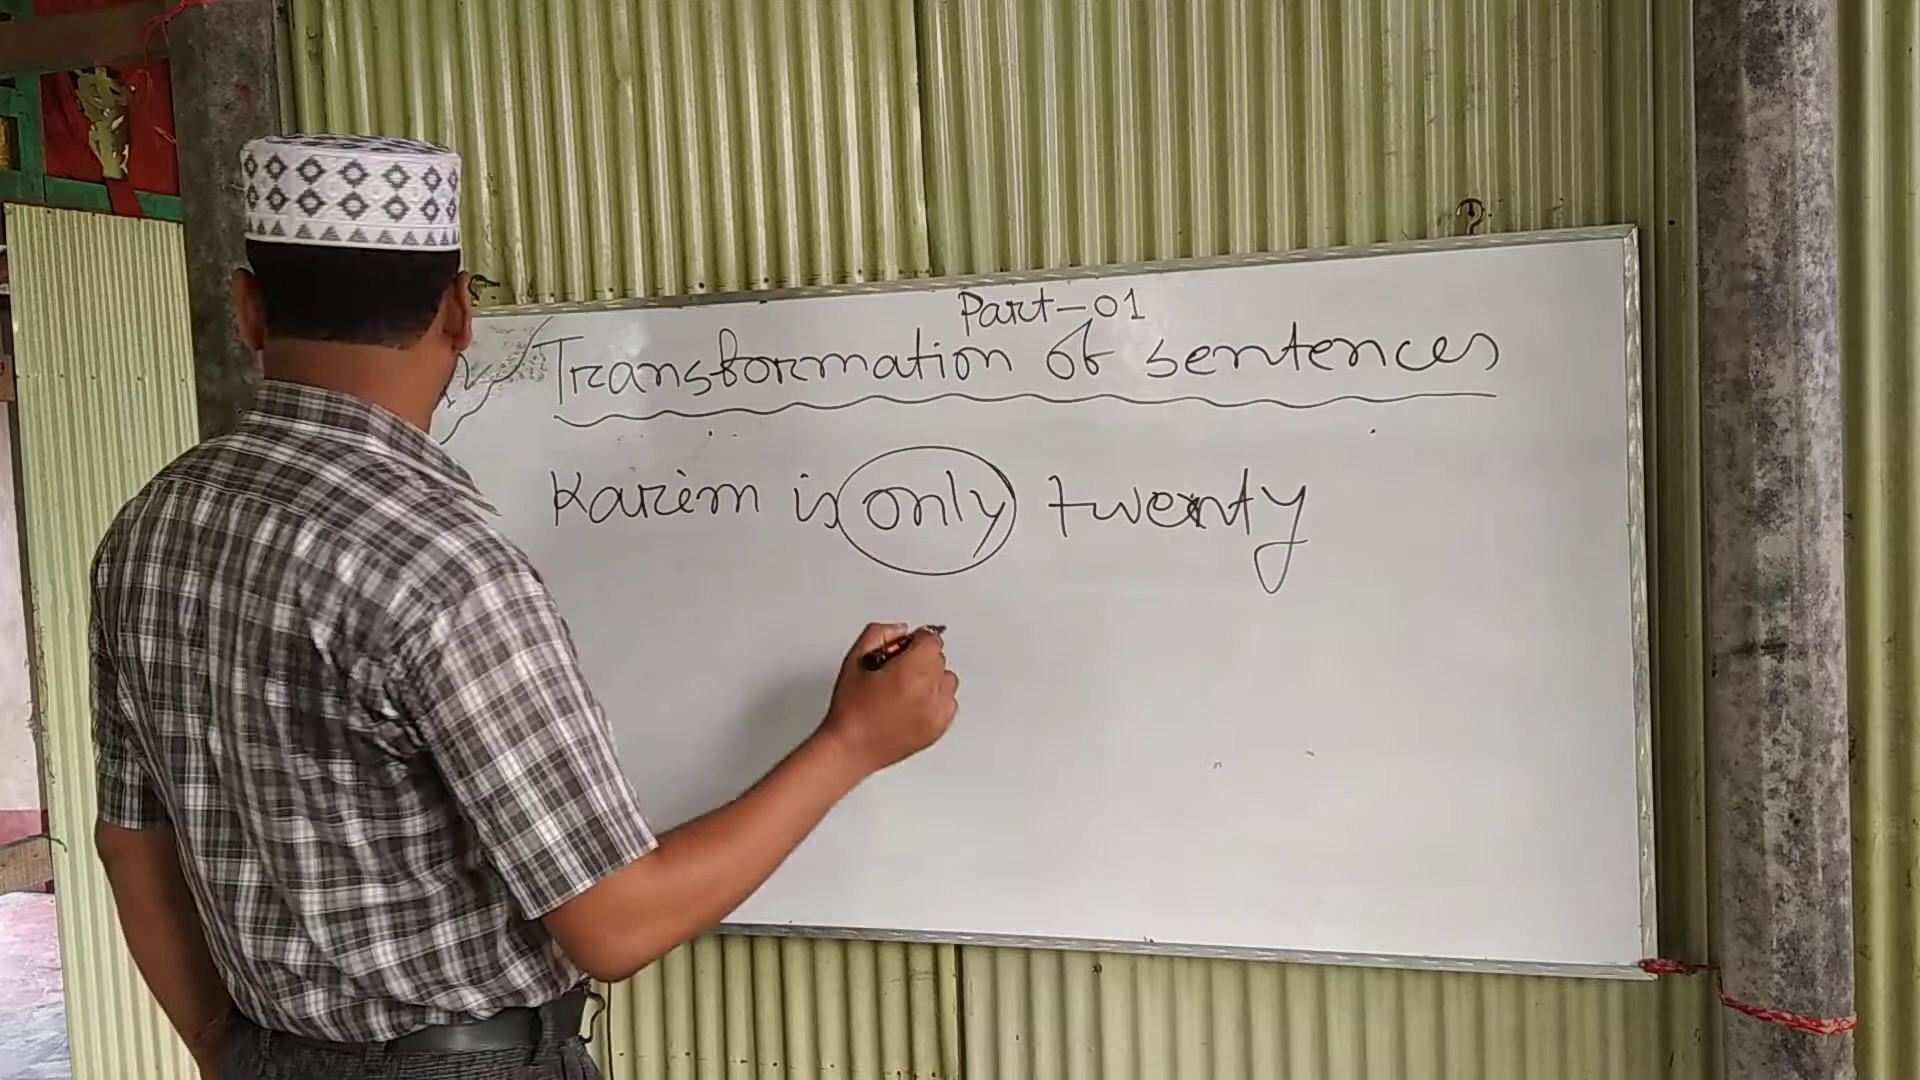 Part-01
Transformation of sentences
Karim is only twenty